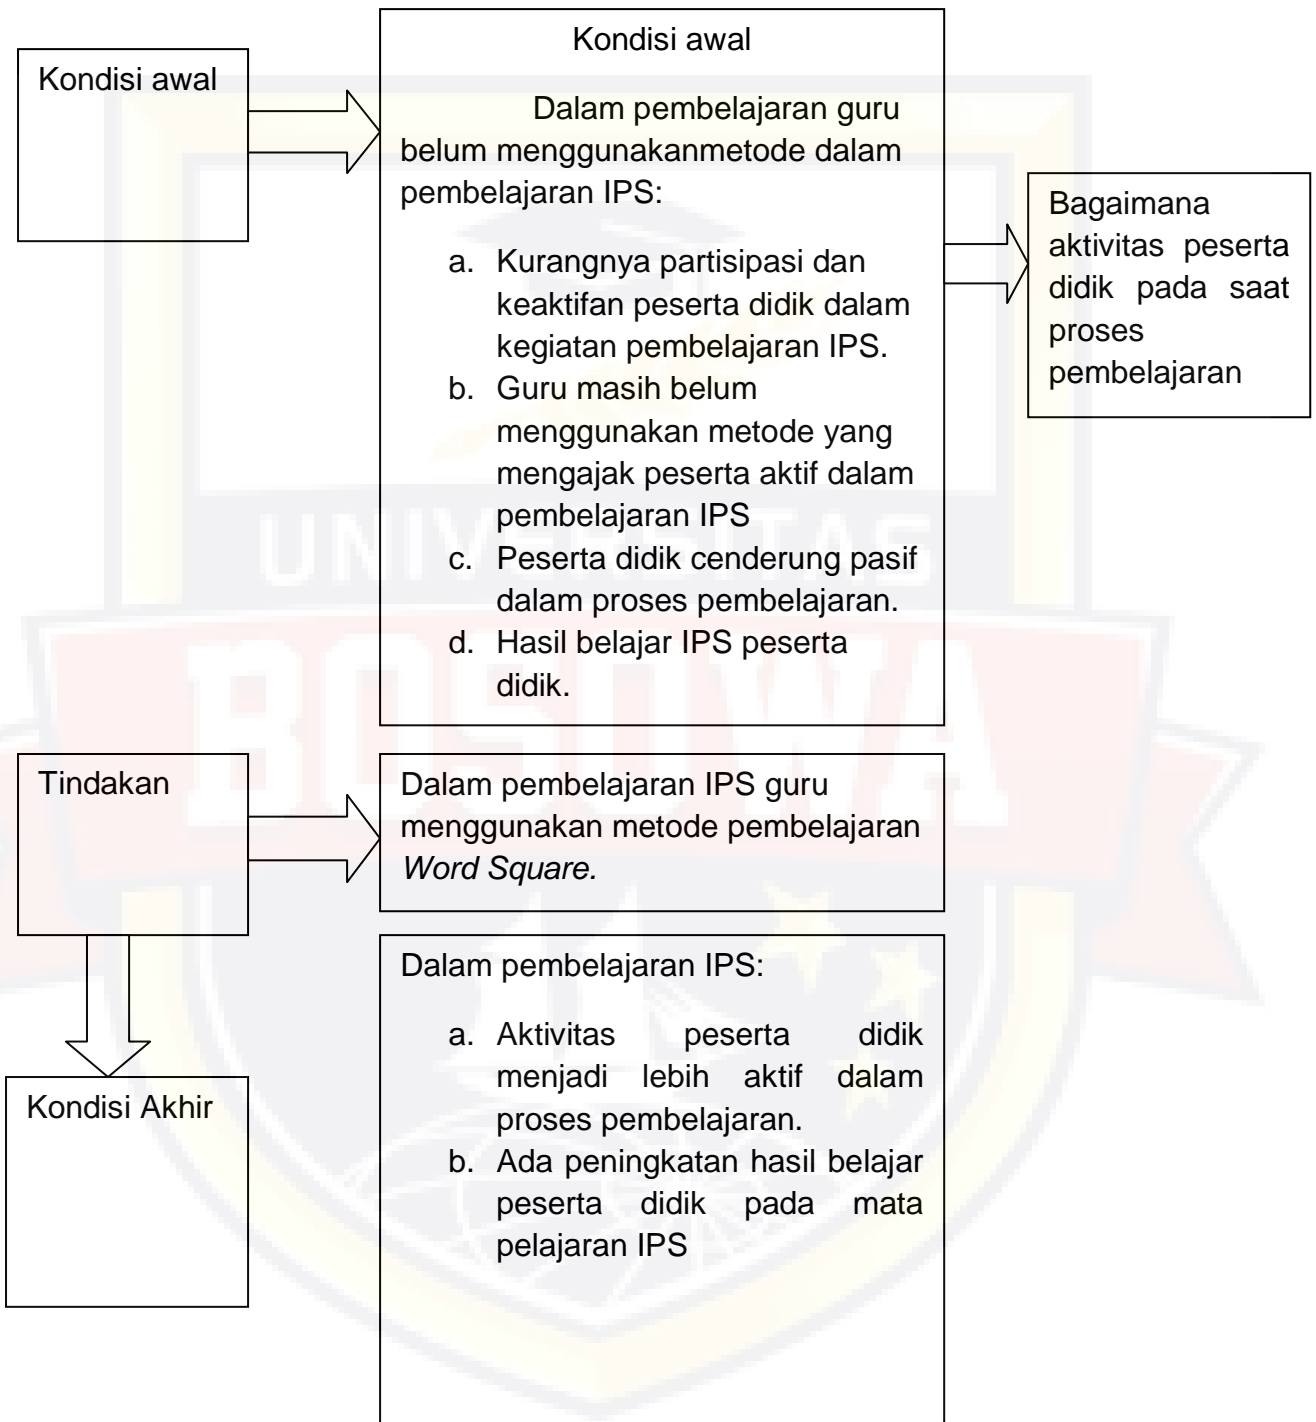 Kondisi awal
Kondisi awal
Dalam pembelajaran guru
belum menggunakanmetode dalam
pembelajaran IPS:
a. Kurangnya partisipasi dan
keaktifan peserta didik dalam
kegiatan pembelajaran IPS.
b. Guru masih belum
menggunakan metode yang
mengajak peserta aktif dalam
pembelajaran IPS
c. Peserta didik cenderung pasif
dalam proses pembelajaran.
d. Hasil belajar IPS peserta
didik.
Bagaimana
aktivitas peserta
didik pada saat
proses
pembelajaran
Tindakan
Dalam pembelajaran IPS guru
menggunakan metode pembelajaran
Word Square.
Kondisi Akhir
Dalam pembelajaran IPS:
a. Aktivitas peserta didik
menjadi lebih aktif dalam
proses pembelajaran.
b. Ada peningkatan hasil belajar
peserta didik pada mata
pelajaran IPS
UNIVERSITAS
BOSOWA